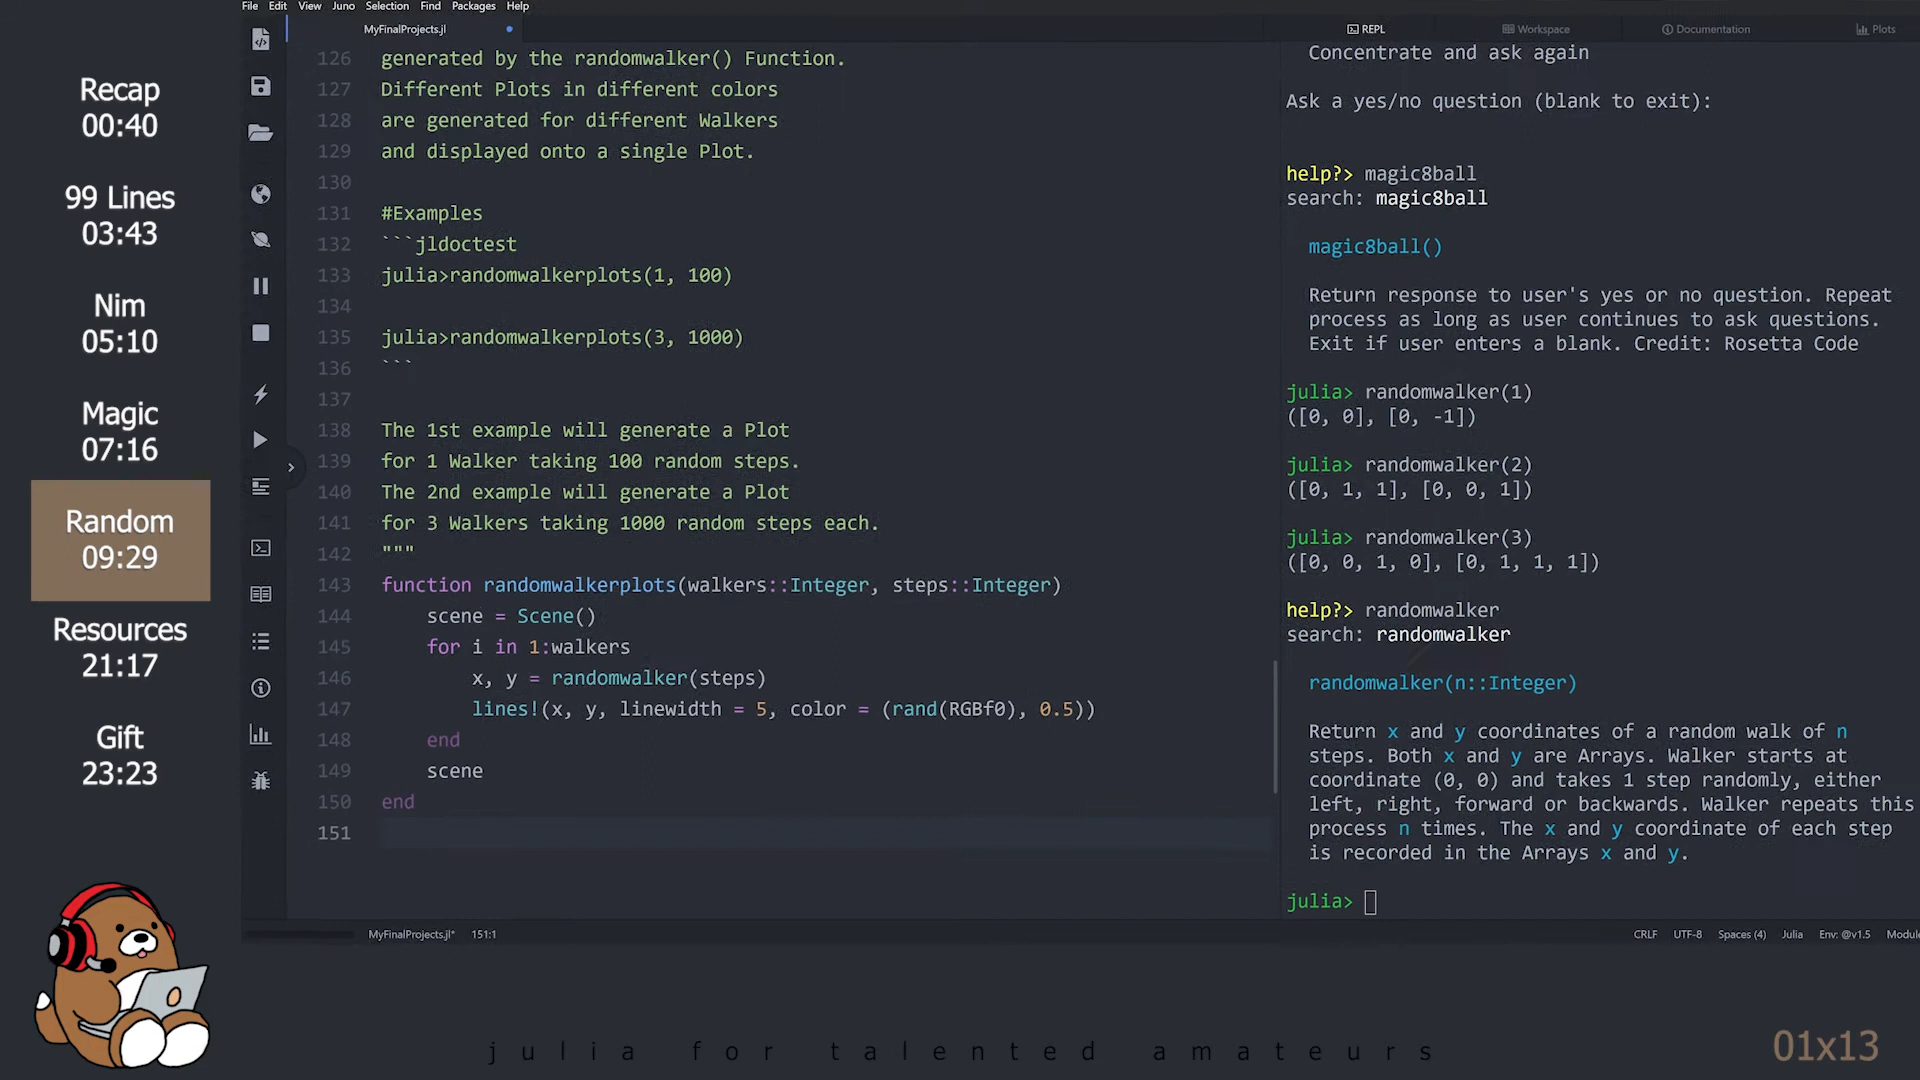 File Edit View Juno Selection Find Packages Help
MyFinalProjects.jl
REPL
Workspace
Documentation
Plots
Recap
00:40
99 Lines
03:43
Nim
05:10
Magic
07:16
Random
09:29
Resources
21:17
Gift
23:23
126 generated by the randomwalker() Function.
127 Different Plots in different colors
128 are generated for different Walkers
129 and displayed onto a single Plot.
130
131 #Examples
132 ```jldoctest
133 julia>randomwalkerplots(1, 100)
134
135 julia>randomwalkerplots(3, 1000)
136 ```
137
138 The 1st example will generate a Plot
139 for 1 Walker taking 100 random steps.
140 The 2nd example will generate a Plot
141 for 3 Walkers taking 1000 random steps each.
142 """
143 function randomwalkerplots(walkers::Integer, steps::Integer)
144 scene = Scene()
145 for i in 1:walkers
146 x, y = randomwalker(steps)
147 lines!(x, y, linewidth = 5, color = (rand(RGBf0), 0.5))
148 end
149 scene
150 end
151
Concentrate and ask again
Ask a yes/no question (blank to exit):
help?> magic8ball
search: magic8ball
magic8ball()
Return response to user's yes or no question. Repeat
process as long as user continues to ask questions.
Exit if user enters a blank. Credit: Rosetta Code
julia> randomwalker(1)
([0, 0], [0, -1])
julia> randomwalker(2)
([0, 1, 1], [0, 0, 1])
julia> randomwalker(3)
([0, 0, 1, 0], [0, 1, 1, 1])
help?> randomwalker
search: randomwalker
randomwalker(n::Integer)
Return x and y coordinates of a random walk of n
steps. Both x and y are Arrays. Walker starts at
coordinate (0, 0) and takes 1 step randomly, either
left, right, forward or backwards. Walker repeats this
process n times. The x and y coordinate of each step
is recorded in the Arrays x and y.
julia>
MyFinalProjects.jl* 151:1
CRLF UTF-8 Spaces (4) Julia Env: @v1.5 Modul
julia for talented amateurs
01x13